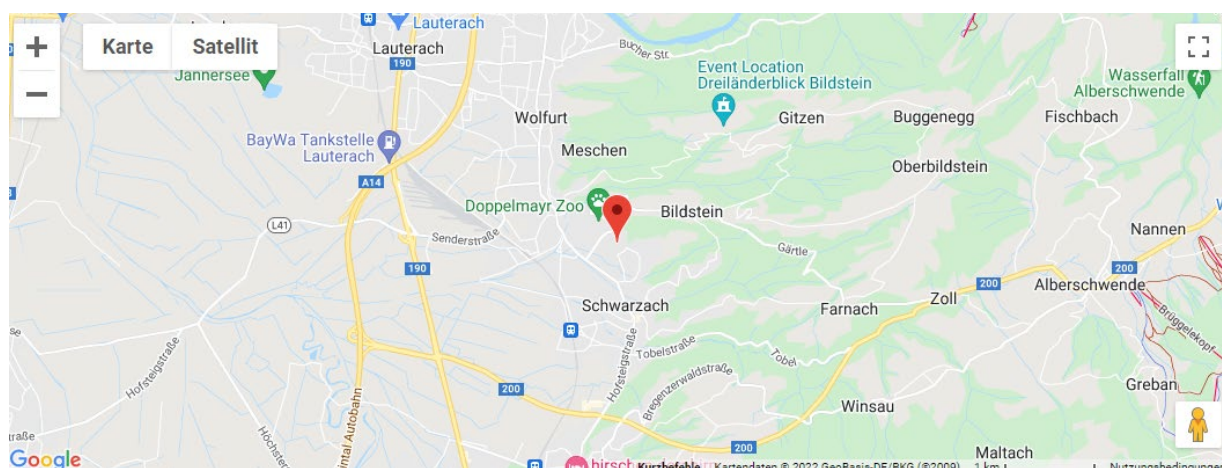 Lauterach
Karte
Satellit
Lauterach
190
Bucher Str.
Jannersee
Event Location
Dreiländerblick Bildstein
Wasserfall
Alberschwende
Wolfurt
Gitzen
Buggenegg
Fischbach
BayWa Tankstelle
Lauterach
Meschen
Oberbildstein
A14
Doppelmayr Zoo
Bildstein
L41
Senderstraße
Nannen
Gärtle
190
200
200
Alberschwende
Schwarzach
Farnach
Zoll
Brüggelekopf
Hofsteigstraße
Tobelstraße
Tobel
Hofsteigstraße
Bregenzerwaldstraße
200
Greban
Winsau
200
Maltach
Google
Kurzbefehle
Kartendaten © 2022 GeoBasis-DE/BKG (©2009)
1 km
Nutzungsbedingungen